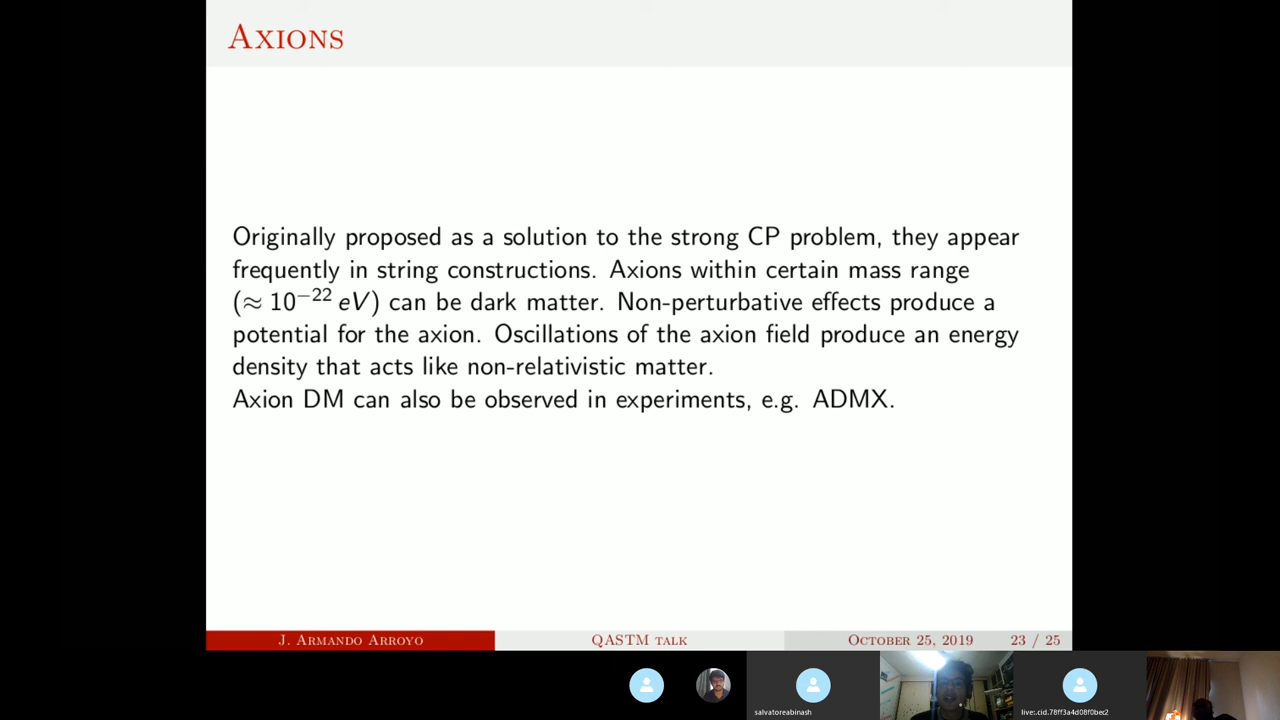 Axions
Originally proposed as a solution to the strong CP problem, they appear
frequently in string constructions. Axions within certain mass range
(≈ 10⁻²² eV) can be dark matter. Non-perturbative effects produce a
potential for the axion. Oscillations of the axion field produce an energy
density that acts like non-relativistic matter.
Axion DM can also be observed in experiments, e.g. ADMX.
J. Armando Arroyo QASTM talk October 25, 2019 23 / 25
salvatoreabinash live:.cid.78ff3a4d08f0bec2